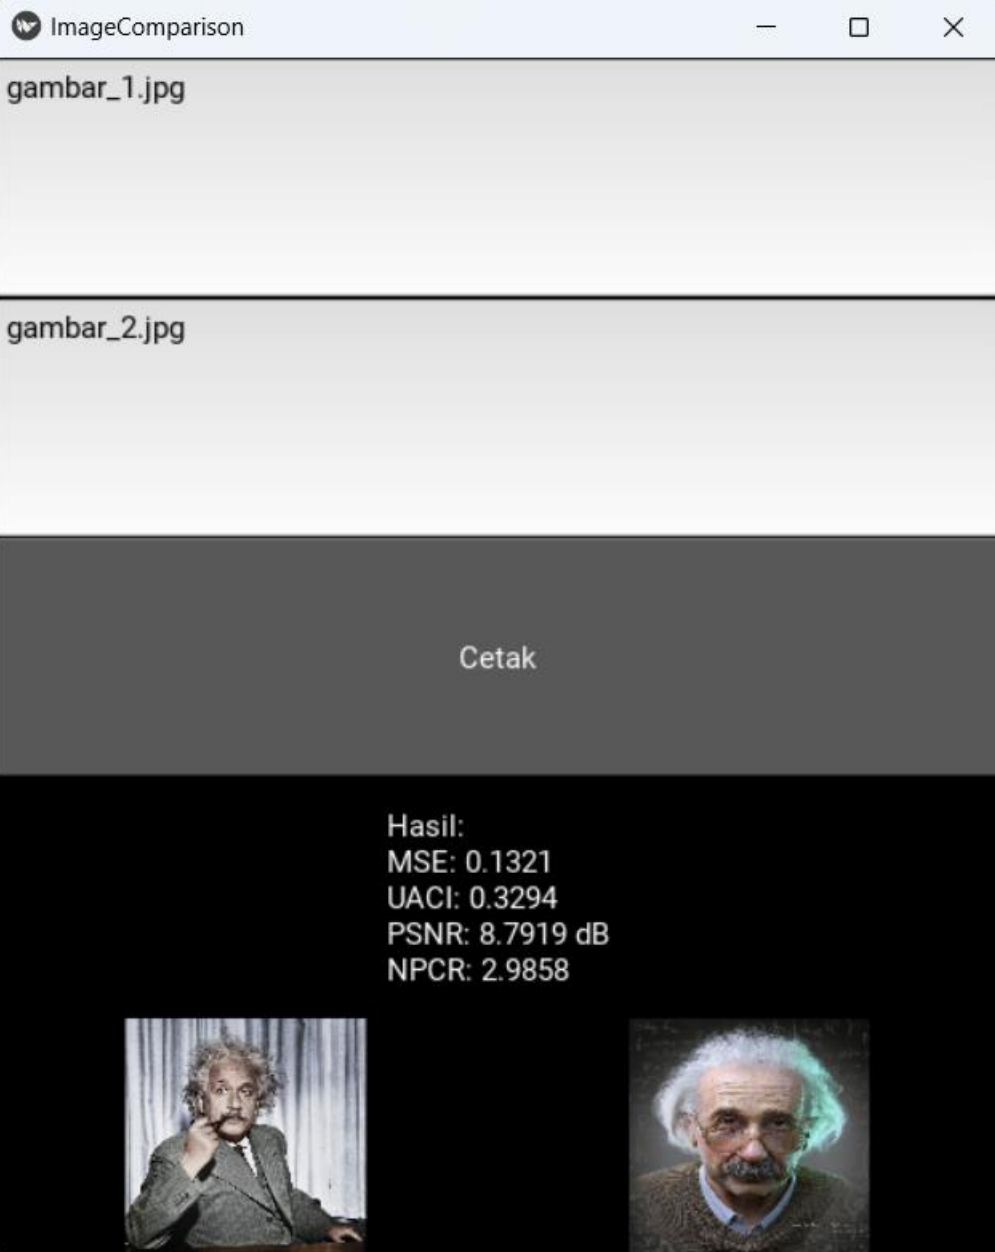 ImageComparison
gambar_1.jpg
gambar_2.jpg
Cetak
Hasil:
MSE: 0.1321
UACI: 0.3294
PSNR: 8.7919 dB
NPCR: 2.9858